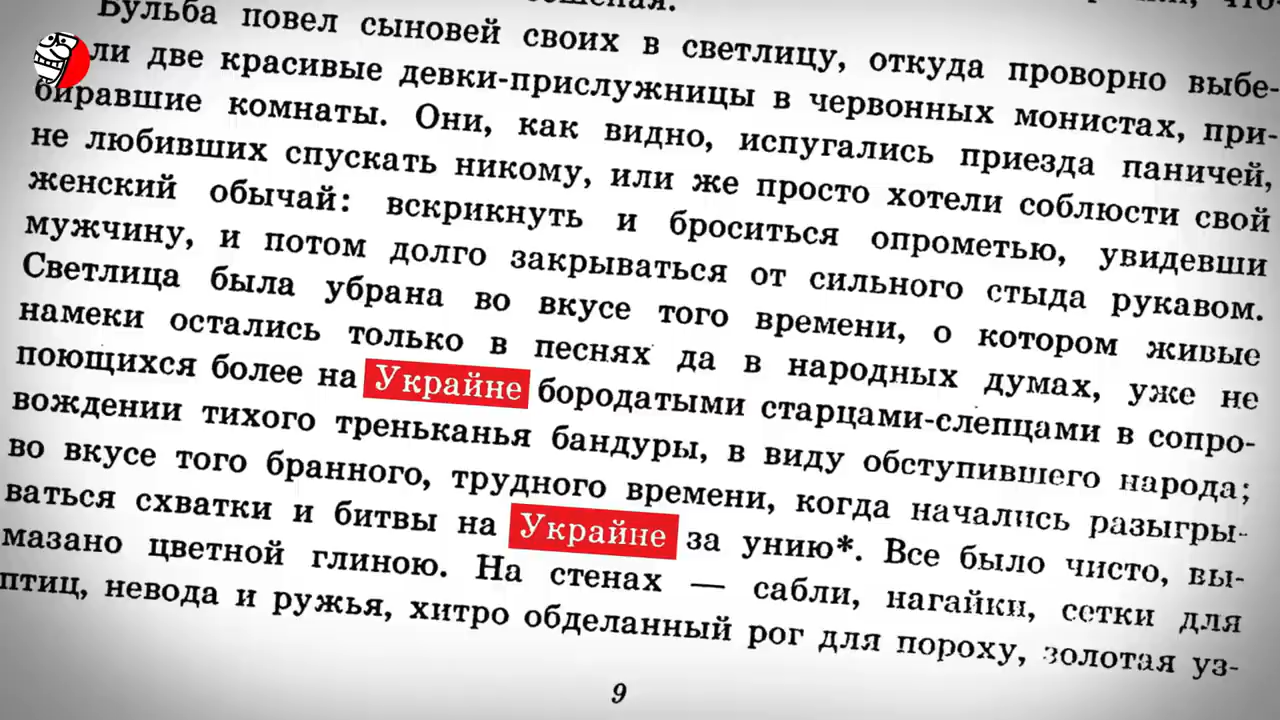 Бульба повел сыновей своих в светлицу, откуда проворно выбе-
ли две красивые девки-прислужницы в червонных монистах, при-
биравшие комнаты. Они, как видно, испугались приезда паничей,
не любивших спускать никому, или же просто хотели соблюсти свой
женский обычай: вскрикнуть и броситься опрометью, увидевши
мужчину, и потом долго закрываться от сильного стыда рукавом.
Светлица была убрана во вкусе того времени, о котором живые
намеки остались только в песнях да в народных думах, уже не
поющихся более на Украйне бородатыми старцами-слепцами в сопро-
вождении тихого тренькáнья бандуры, в виду обступившего народа;
во вкусе того бранного, трудного времени, когда начались разыгры-
ваться схватки и битвы на Украйне за унию*. Все было чисто, вы-
мазано цветной глиною. На стенах — сабли, нагайки, сетки для
птиц, невода и ружья, хитро обделанный рог для пороху, золотая уз-
9